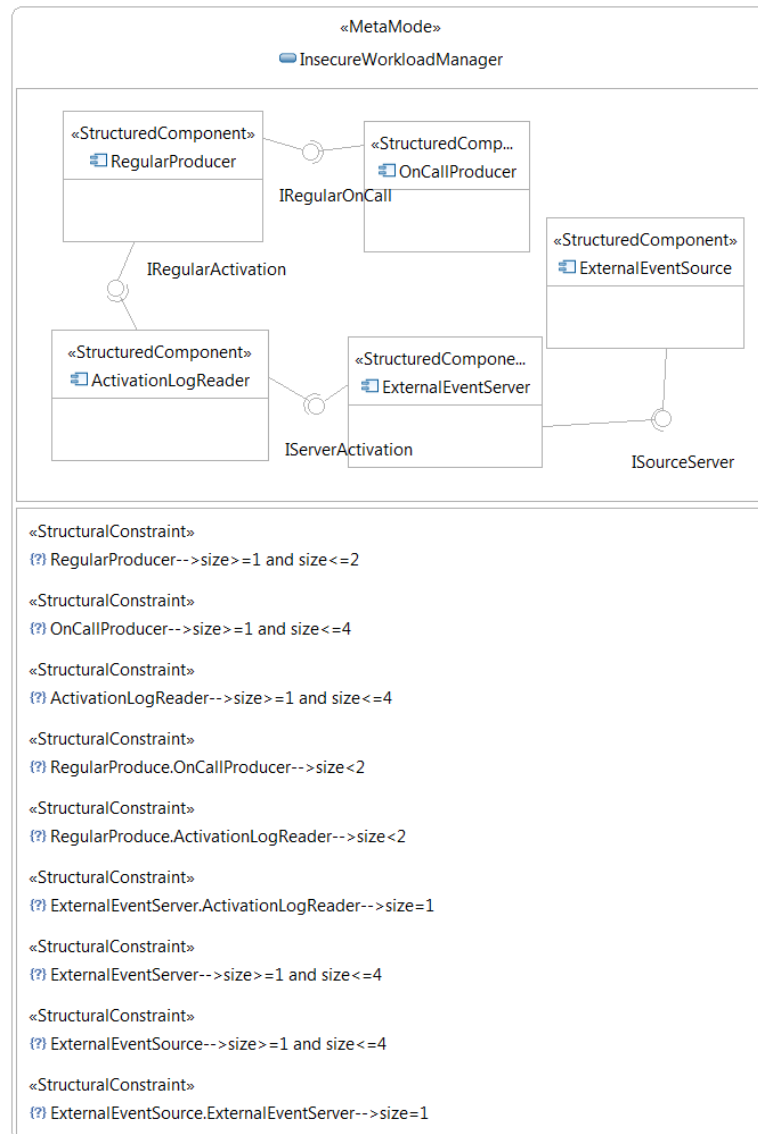 «MetaMode»
InsecureWorkloadManager
«StructuredComponent»
RegularProducer
«StructuredComp...
OnCallProducer
IRegularOnCall
«StructuredComponent»
ExternalEventSource
IRegularActivation
«StructuredComponent»
ActivationLogReader
«StructuredCompone...
ExternalEventServer
IServerActivation
ISourceServer
«StructuralConstraint»
{?} RegularProducer-->size>=1 and size<=2
«StructuralConstraint»
{?} OnCallProducer-->size>=1 and size<=4
«StructuralConstraint»
{?} ActivationLogReader-->size>=1 and size<=4
«StructuralConstraint»
{?} RegularProduce.OnCallProducer-->size<2
«StructuralConstraint»
{?} RegularProduce.ActivationLogReader-->size<2
«StructuralConstraint»
{?} ExternalEventServer.ActivationLogReader-->size=1
«StructuralConstraint»
{?} ExternalEventServer-->size>=1 and size<=4
«StructuralConstraint»
{?} ExternalEventSource-->size>=1 and size<=4
«StructuralConstraint»
{?} ExternalEventSource.ExternalEventServer-->size=1